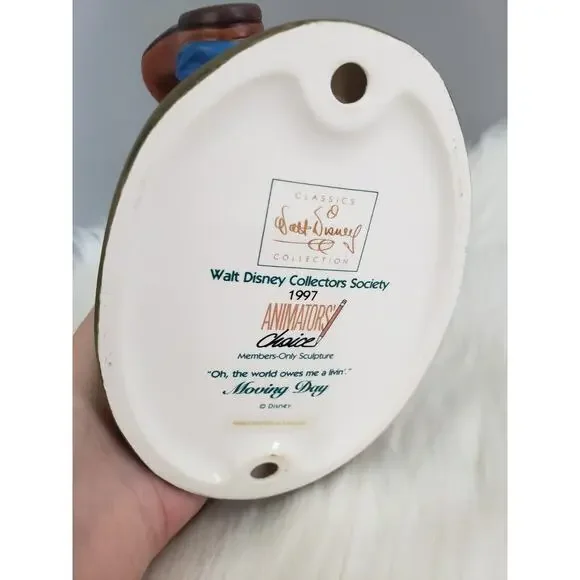 CLASSICS
Walt Disney
COLLECTION
Walt Disney Collectors Society
1997
ANIMATORS'
Choice
Members-Only Sculpture
"Oh, the world owes me a livin'."
Moving Day
© Disney